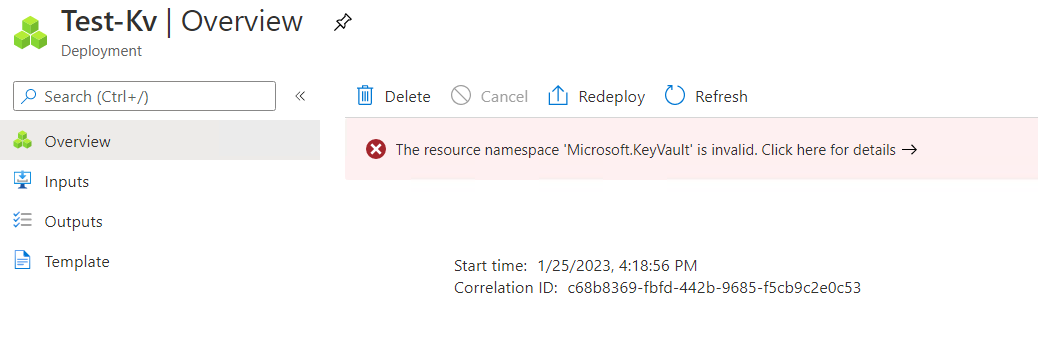 Test-Kv | Overview
Deployment
Search (Ctrl+/)
«
Delete
Cancel
Redeploy
Refresh
Overview
The resource namespace 'Microsoft.KeyVault' is invalid. Click here for details →
Inputs
Outputs
Template
Start time: 1/25/2023, 4:18:56 PM
Correlation ID: c68b8369-fbfd-442b-9685-f5cb9c2e0c53